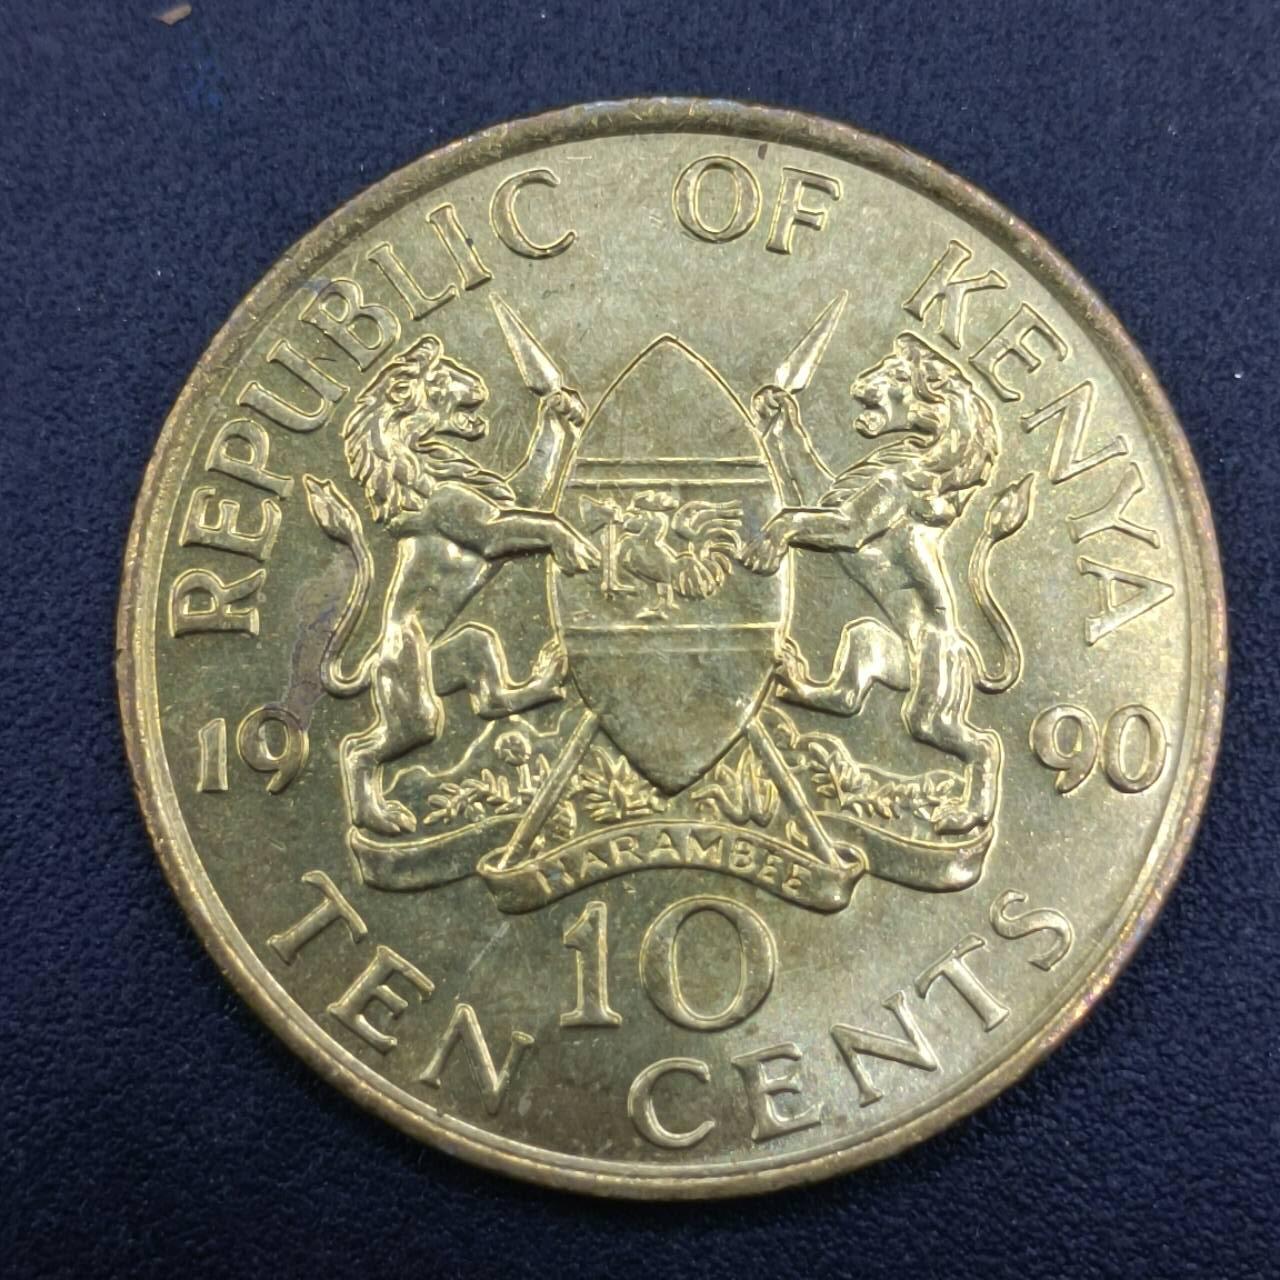 REPUBLIC OF KENYA
19 90
HARAMBEE
10
TEN CENTS